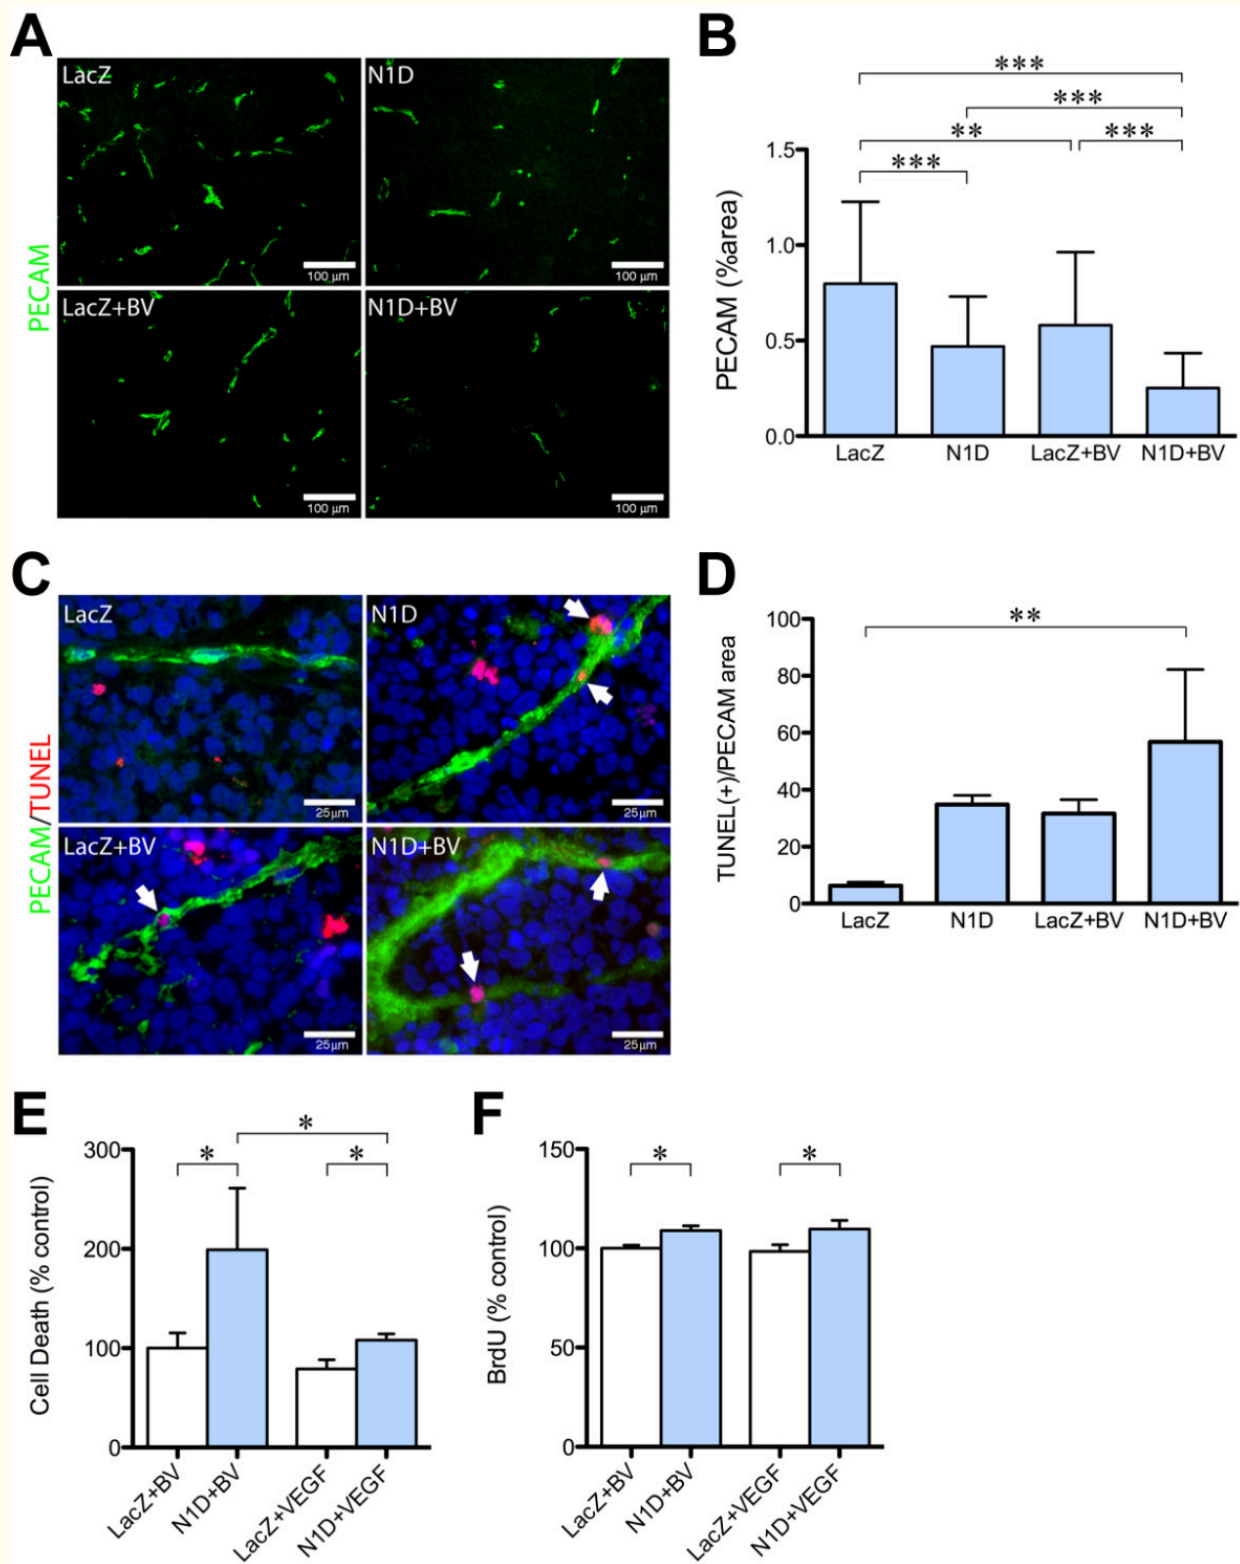 A
PECAM
LacZ
100 µm
N1D
100 µm
LacZ+BV
100 µm
N1D+BV
100 µm
B
***
***
** ***
***
PECAM (%area)
1.5
1.0
0.5
0.0
LacZ N1D LacZ+BV N1D+BV
C
PECAM/TUNEL
LacZ
25µm
N1D
25µm
LacZ+BV
25µm
N1D+BV
25µm
D
**
TUNEL(+)/PECAM area
100
80
60
40
20
0
LacZ N1D LacZ+BV N1D+BV
E
*
* *
Cell Death (% control)
300
200
100
0
LacZ+BV N1D+BV LacZ+VEGF N1D+VEGF
F
* *
BrdU (% control)
150
100
50
0
LacZ+BV N1D+BV LacZ+VEGF N1D+VEGF